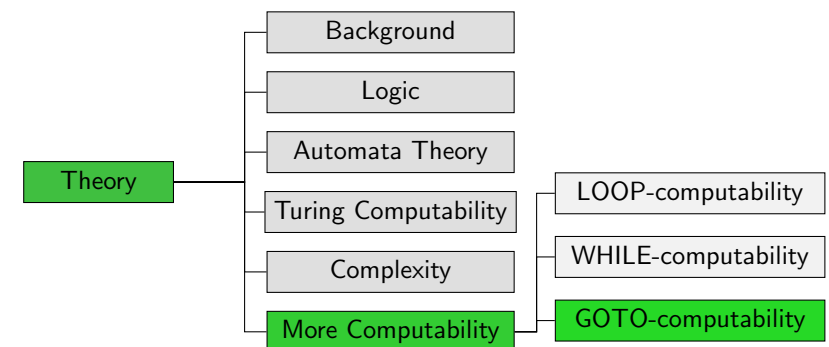 Background
Logic
Automata Theory
Theory
Turing Computability
Complexity
More Computability
LOOP-computability
WHILE-computability
GOTO-computability